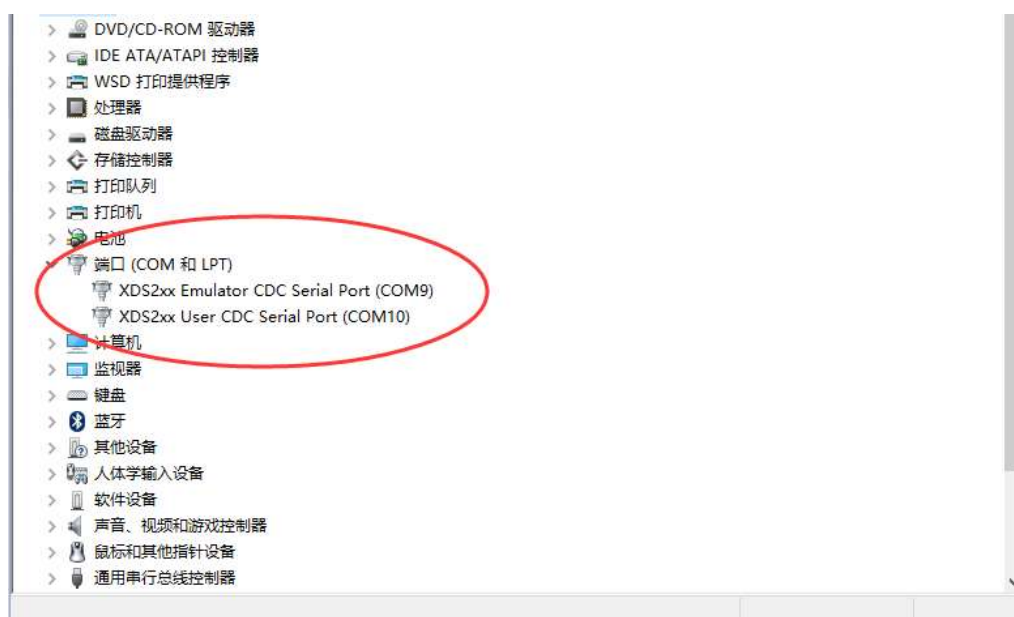 DVD/CD-ROM 驱动器
IDE ATA/ATAPI 控制器
WSD 打印提供程序
处理器
磁盘驱动器
存储控制器
打印队列
打印机
电池
端口 (COM 和 LPT)
XDS2xx Emulator CDC Serial Port (COM9)
XDS2xx User CDC Serial Port (COM10)
计算机
监视器
键盘
蓝牙
其他设备
人体学输入设备
软件设备
声音、视频和游戏控制器
鼠标和其他指针设备
通用串行总线控制器